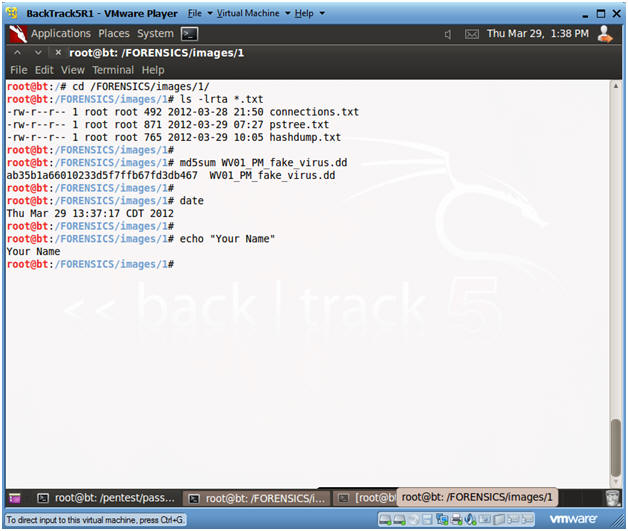 BackTrack5R1 - VMware Player File Virtual Machine Help
Applications Places System Thu Mar 29, 1:38 PM
root@bt: /FORENSICS/images/1
File Edit View Terminal Help
root@bt:/# cd /FORENSICS/images/1/
root@bt:/FORENSICS/images/1# ls -lrta *.txt
-rw-r--r-- 1 root root 492 2012-03-28 21:50 connections.txt
-rw-r--r-- 1 root root 871 2012-03-29 07:27 pstree.txt
-rw-r--r-- 1 root root 765 2012-03-29 10:05 hashdump.txt
root@bt:/FORENSICS/images/1#
root@bt:/FORENSICS/images/1# md5sum WV01_PM_fake_virus.dd
ab35b1a66010233d5f7ffb67fd3db467  WV01_PM_fake_virus.dd
root@bt:/FORENSICS/images/1# date
Thu Mar 29 13:37:17 CDT 2012
root@bt:/FORENSICS/images/1#
root@bt:/FORENSICS/images/1# echo "Your Name"
Your Name
root@bt:/FORENSICS/images/1#
<< back | track 5
root@bt: /pentest/pass... root@bt: /FORENSICS/i... [root@b root@bt: /FORENSICS/images/1
To direct input to this virtual machine, press Ctrl+G. vmware